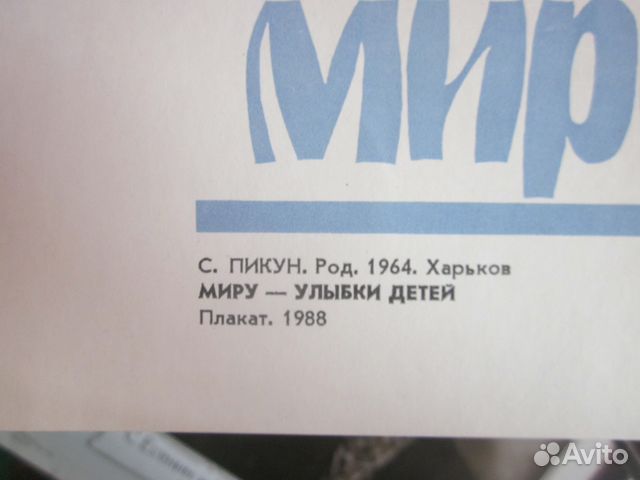 мир
С. ПИКУН. Род. 1964. Харьков
МИРУ — УЛЫБКИ ДЕТЕЙ
Плакат. 1988
Avito